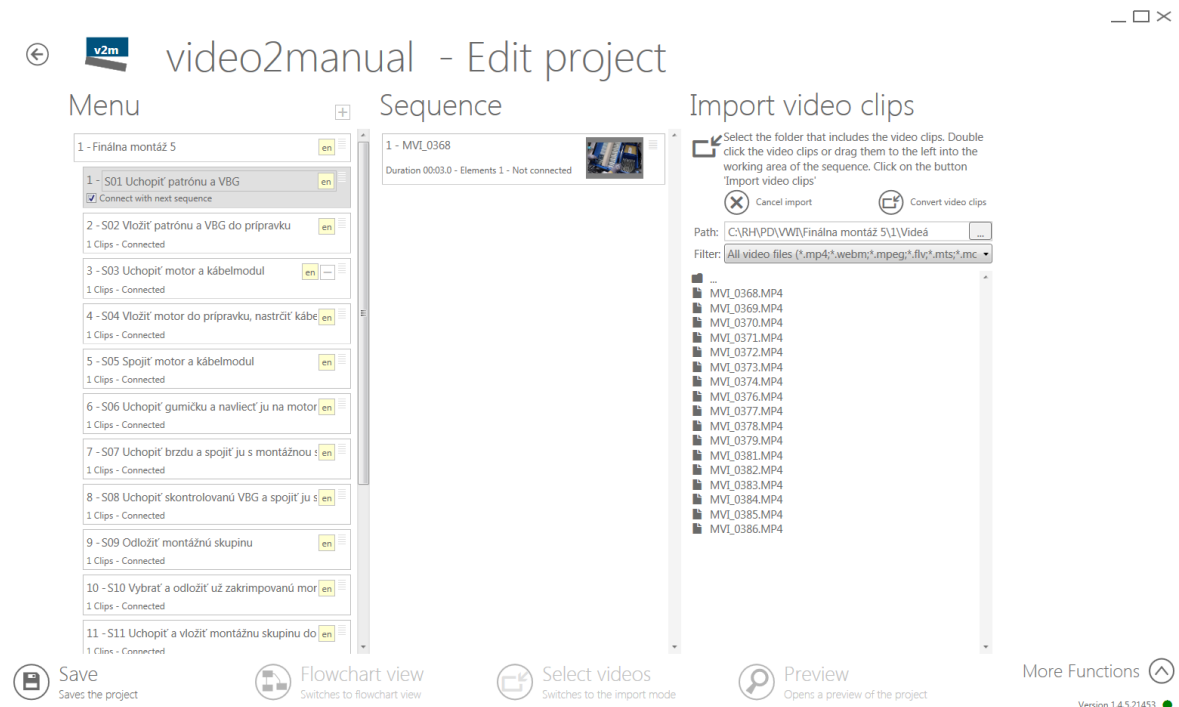 v2m
video2manual - Edit project
Menu
1 - Finálna montáž 5
en
1 - S01 Uchopiť patrónu a VBG
en
Connect with next sequence
2 - S02 Vložiť patrónu a VBG do prípravku
en
1 Clips - Connected
3 - S03 Uchopiť motor a kábelmodul
en
1 Clips - Connected
4 - S04 Vložiť motor do prípravku, nastrčiť kábe
en
1 Clips - Connected
5 - S05 Spojiť motor a kábelmodul
en
1 Clips - Connected
6 - S06 Uchopiť gumičku a navliecť ju na motor
en
1 Clips - Connected
7 - S07 Uchopiť brzdu a spojiť ju s montážnou s
en
1 Clips - Connected
8 - S08 Uchopiť skontrolovanú VBG a spojiť ju s
en
1 Clips - Connected
9 - S09 Odložiť montážnú skupinu
en
1 Clips - Connected
10 - S10 Vybrať a odložiť už zakrimpovanú mor
en
1 Clips - Connected
11 - S11 Uchopiť a vložiť montážnu skupinu do
en
1 Clips - Connected
Sequence
1 - MVI_0368
Duration 00:03.0 - Elements 1 - Not connected
Import video clips
Select the folder that includes the video clips. Double
click the video clips or drag them to the left into the
working area of the sequence. Click on the button
'Import video clips'
Cancel import
Convert video clips
Path: C:\RH\PD\VWI\Finálna montáž 5\1\Videá ...
Filter: All video files (*.mp4;*.webm;*.mpeg;*.flv;*.mts;*.mc
...
MVI_0368.MP4
MVI_0369.MP4
MVI_0370.MP4
MVI_0371.MP4
MVI_0372.MP4
MVI_0373.MP4
MVI_0374.MP4
MVI_0376.MP4
MVI_0377.MP4
MVI_0378.MP4
MVI_0379.MP4
MVI_0381.MP4
MVI_0382.MP4
MVI_0383.MP4
MVI_0384.MP4
MVI_0385.MP4
MVI_0386.MP4
Save
Saves the project
Flowchart view
Switches to flowchart view
Select videos
Switches to the import mode
Preview
Opens a preview of the project
More Functions
Version 1.4.5.21453